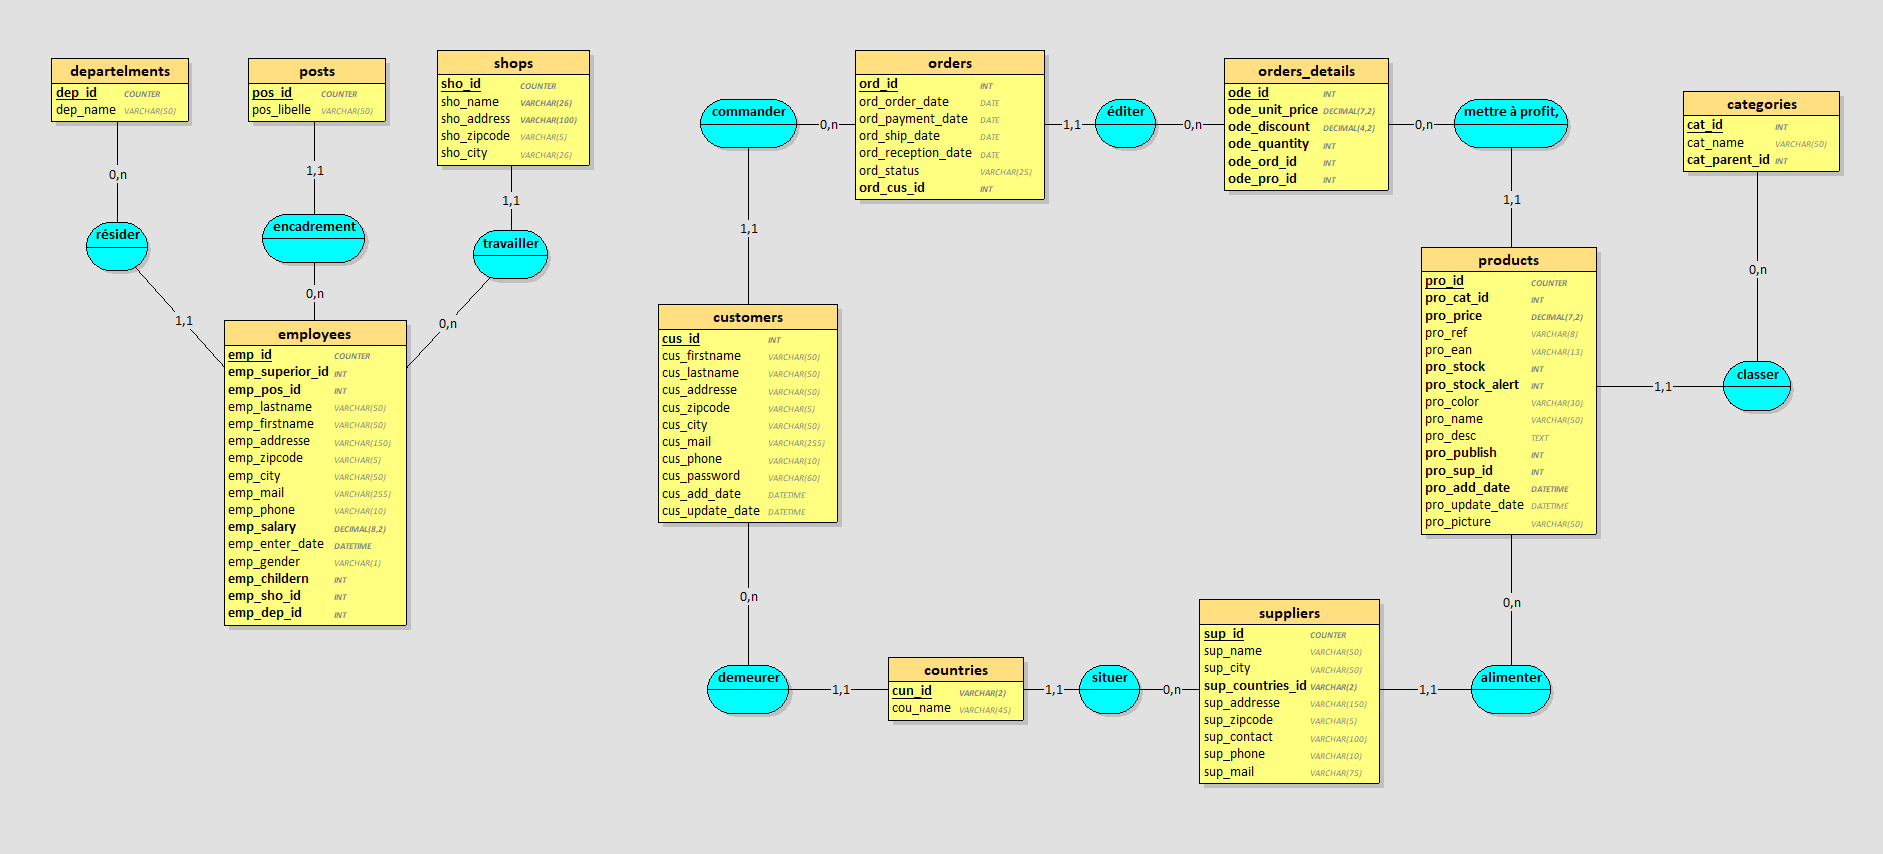 departelments
dep_id COUNTER
dep_name VARCHAR(50)
0,n
résider
1,1
posts
pos_id COUNTER
pos_libelle VARCHAR(50)
1,1
encadrement
0,n
shops
sho_id COUNTER
sho_name VARCHAR(26)
sho_address VARCHAR(100)
sho_zipcode VARCHAR(5)
sho_city VARCHAR(26)
1,1
travailler
0,n
employees
emp_id COUNTER
emp_superior_id INT
emp_pos_id INT
emp_lastname VARCHAR(50)
emp_firstname VARCHAR(50)
emp_addresse VARCHAR(150)
emp_zipcode VARCHAR(5)
emp_city VARCHAR(50)
emp_mail VARCHAR(255)
emp_phone VARCHAR(10)
emp_salary DECIMAL(8,2)
emp_enter_date DATETIME
emp_gender VARCHAR(1)
emp_childern INT
emp_sho_id INT
emp_dep_id INT
commander
0,n
1,1
orders
ord_id INT
ord_order_date DATE
ord_payment_date DATE
ord_ship_date DATE
ord_reception_date DATE
ord_status VARCHAR(25)
ord_cus_id INT
1,1
éditer
0,n
orders_details
ode_id INT
ode_unit_price DECIMAL(7,2)
ode_discount DECIMAL(4,2)
ode_quantity INT
ode_ord_id INT
ode_pro_id INT
0,n
mettre à profit,
1,1
categories
cat_id INT
cat_name VARCHAR(50)
cat_parent_id INT
0,n
classer
1,1
customers
cus_id INT
cus_firstname VARCHAR(50)
cus_lastname VARCHAR(50)
cus_addresse VARCHAR(50)
cus_zipcode VARCHAR(5)
cus_city VARCHAR(50)
cus_mail VARCHAR(255)
cus_phone VARCHAR(10)
cus_password VARCHAR(60)
cus_add_date DATETIME
cus_update_date DATETIME
0,n
demeurer
1,1
products
pro_id COUNTER
pro_cat_id INT
pro_price DECIMAL(7,2)
pro_ref VARCHAR(8)
pro_ean VARCHAR(13)
pro_stock INT
pro_stock_alert INT
pro_color VARCHAR(30)
pro_name VARCHAR(50)
pro_desc TEXT
pro_publish INT
pro_sup_id INT
pro_add_date DATETIME
pro_update_date DATETIME
pro_picture VARCHAR(50)
0,n
countries
cun_id VARCHAR(2)
cou_name VARCHAR(45)
1,1
situer
0,n
suppliers
sup_id COUNTER
sup_name VARCHAR(50)
sup_city VARCHAR(50)
sup_countries_id VARCHAR(2)
sup_addresse VARCHAR(150)
sup_zipcode VARCHAR(5)
sup_contact VARCHAR(100)
sup_phone VARCHAR(10)
sup_mail VARCHAR(75)
1,1
alimenter